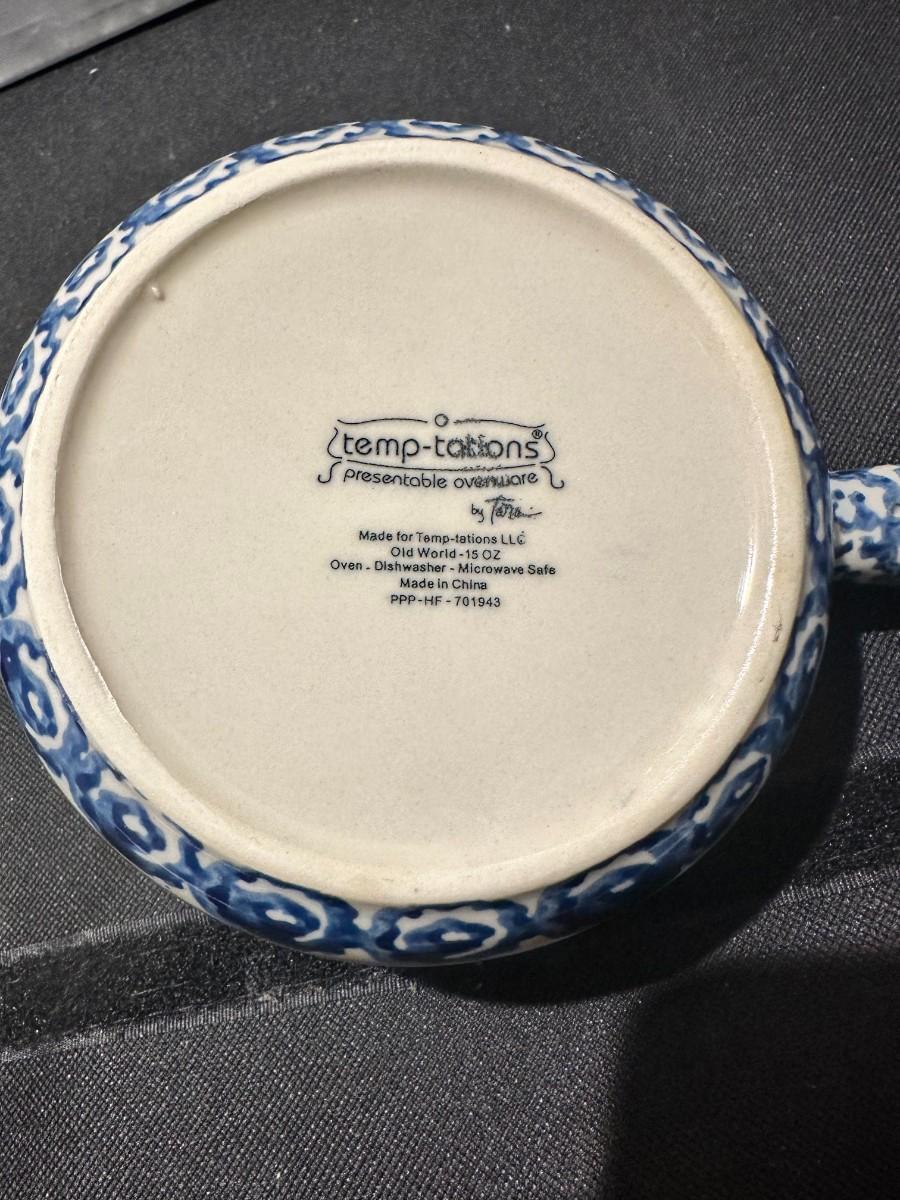 temp-tations®
presentable ovenware
by Tara
Made for Temp-tations LLC
Old World - 15 OZ
Oven - Dishwasher - Microwave Safe
Made in China
PPP-HF - 701943